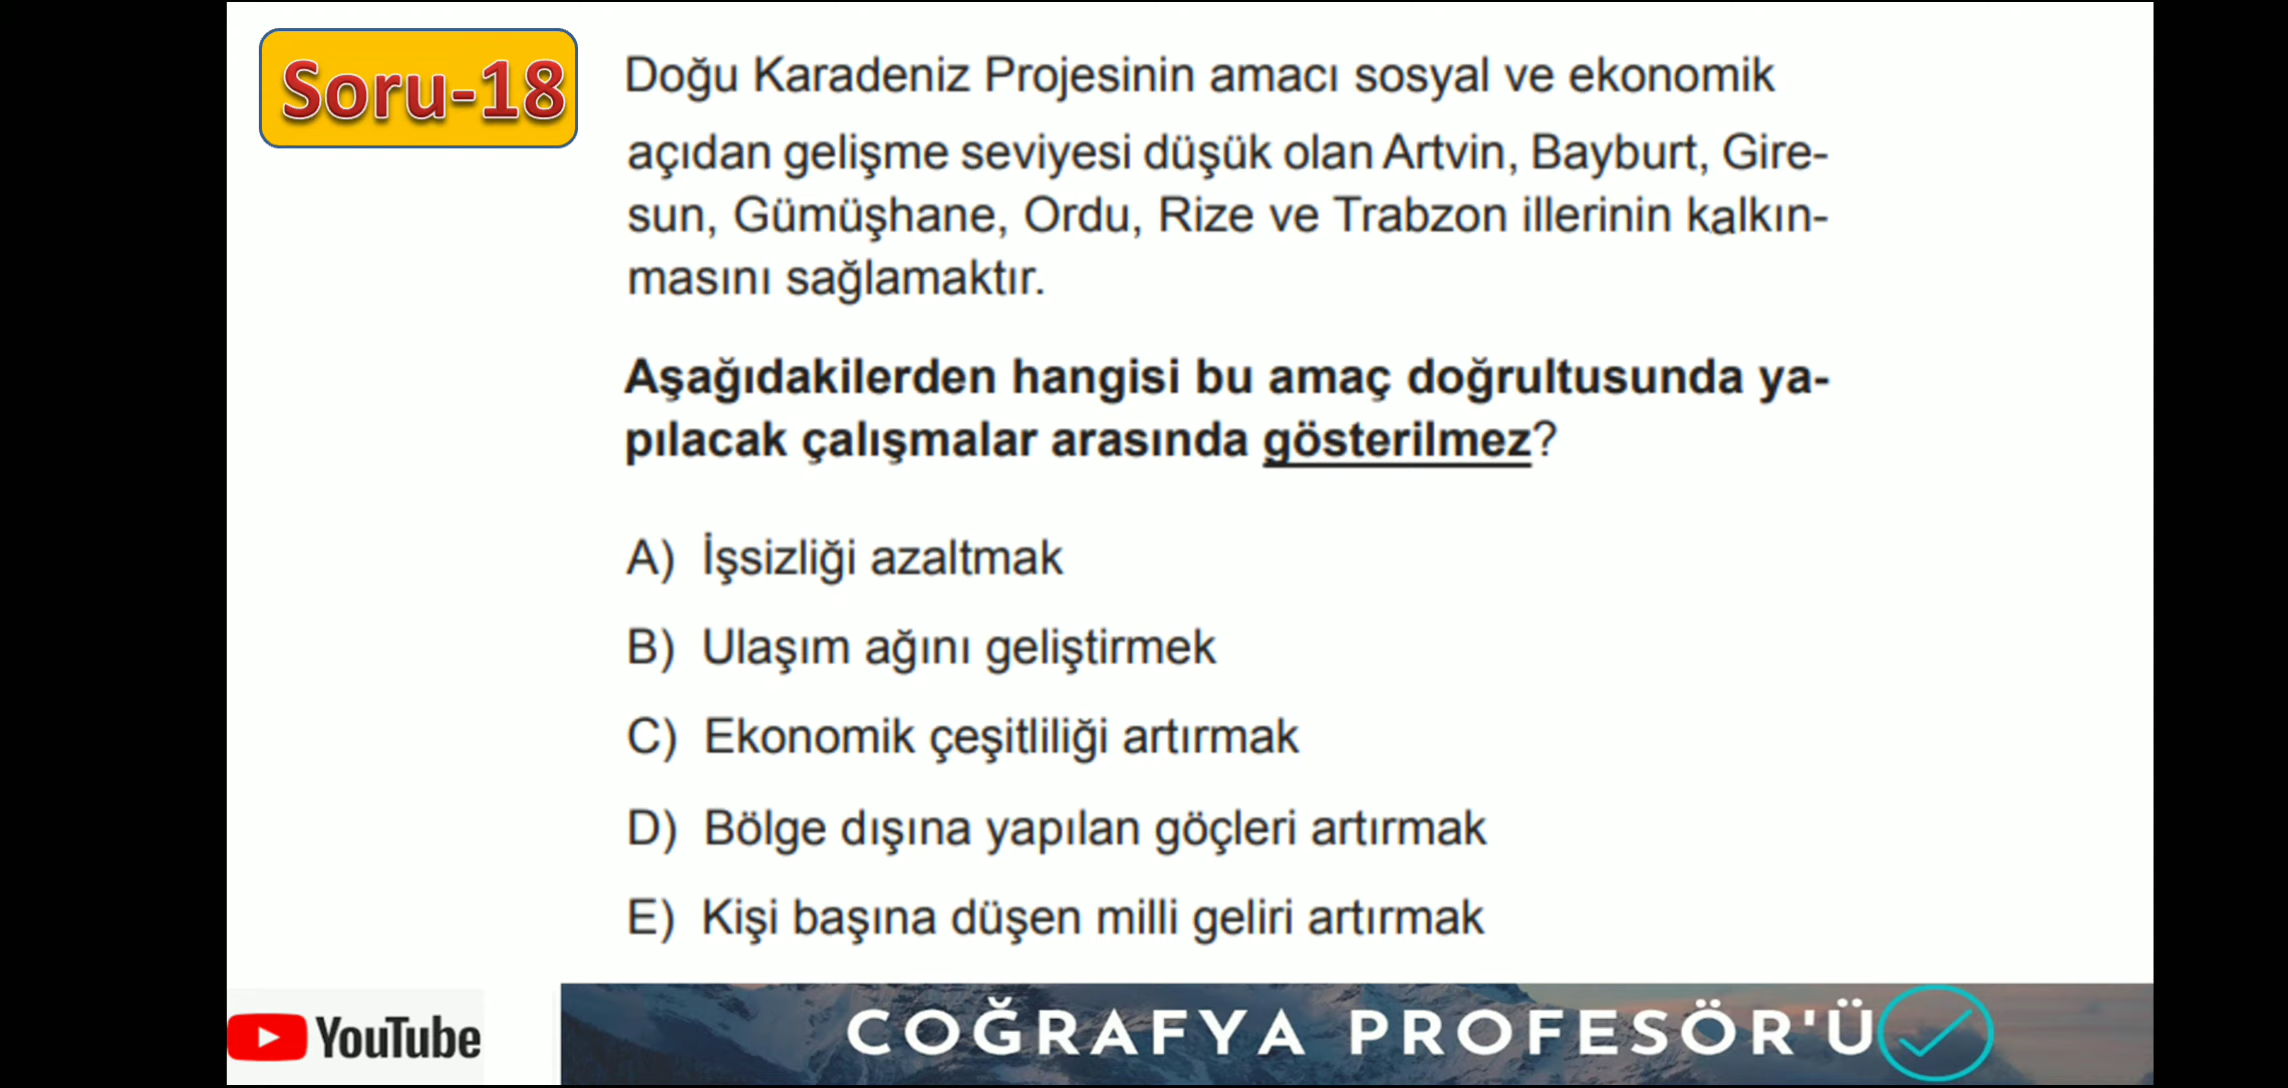 Soru-18
Doğu Karadeniz Projesinin amacı sosyal ve ekonomik
açıdan gelişme seviyesi düşük olan Artvin, Bayburt, Gire-
sun, Gümüşhane, Ordu, Rize ve Trabzon illerinin kalkın-
masını sağlamaktır.
Aşağıdakilerden hangisi bu amaç doğrultusunda ya-
pılacak çalışmalar arasında gösterilmez?
A) İşsizliği azaltmak
B) Ulaşım ağını geliştirmek
C) Ekonomik çeşitliliği artırmak
D) Bölge dışına yapılan göçleri artırmak
E) Kişi başına düşen milli geliri artırmak
YouTube
COĞRAFYA PROFESÖR'Ü